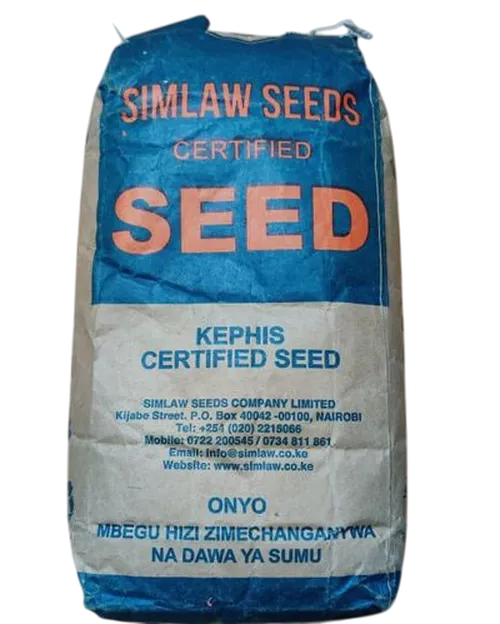 SIMLAW SEEDS
CERTIFIED
SEED
KEPHIS
CERTIFIED SEED
SIMLAW SEEDS COMPANY LIMITED
Kijabe Street. P.O. Box 40042 -00100, NAIROBI
Tel: +254 (020) 2215066
Mobile: 0722 200545 / 0734 811 861
Email: info@simlaw.co.ke
Website: www.simlaw.co.ke
ONYO
MBEGU HIZI ZIMECHANGANYWA
NA DAWA YA SUMU